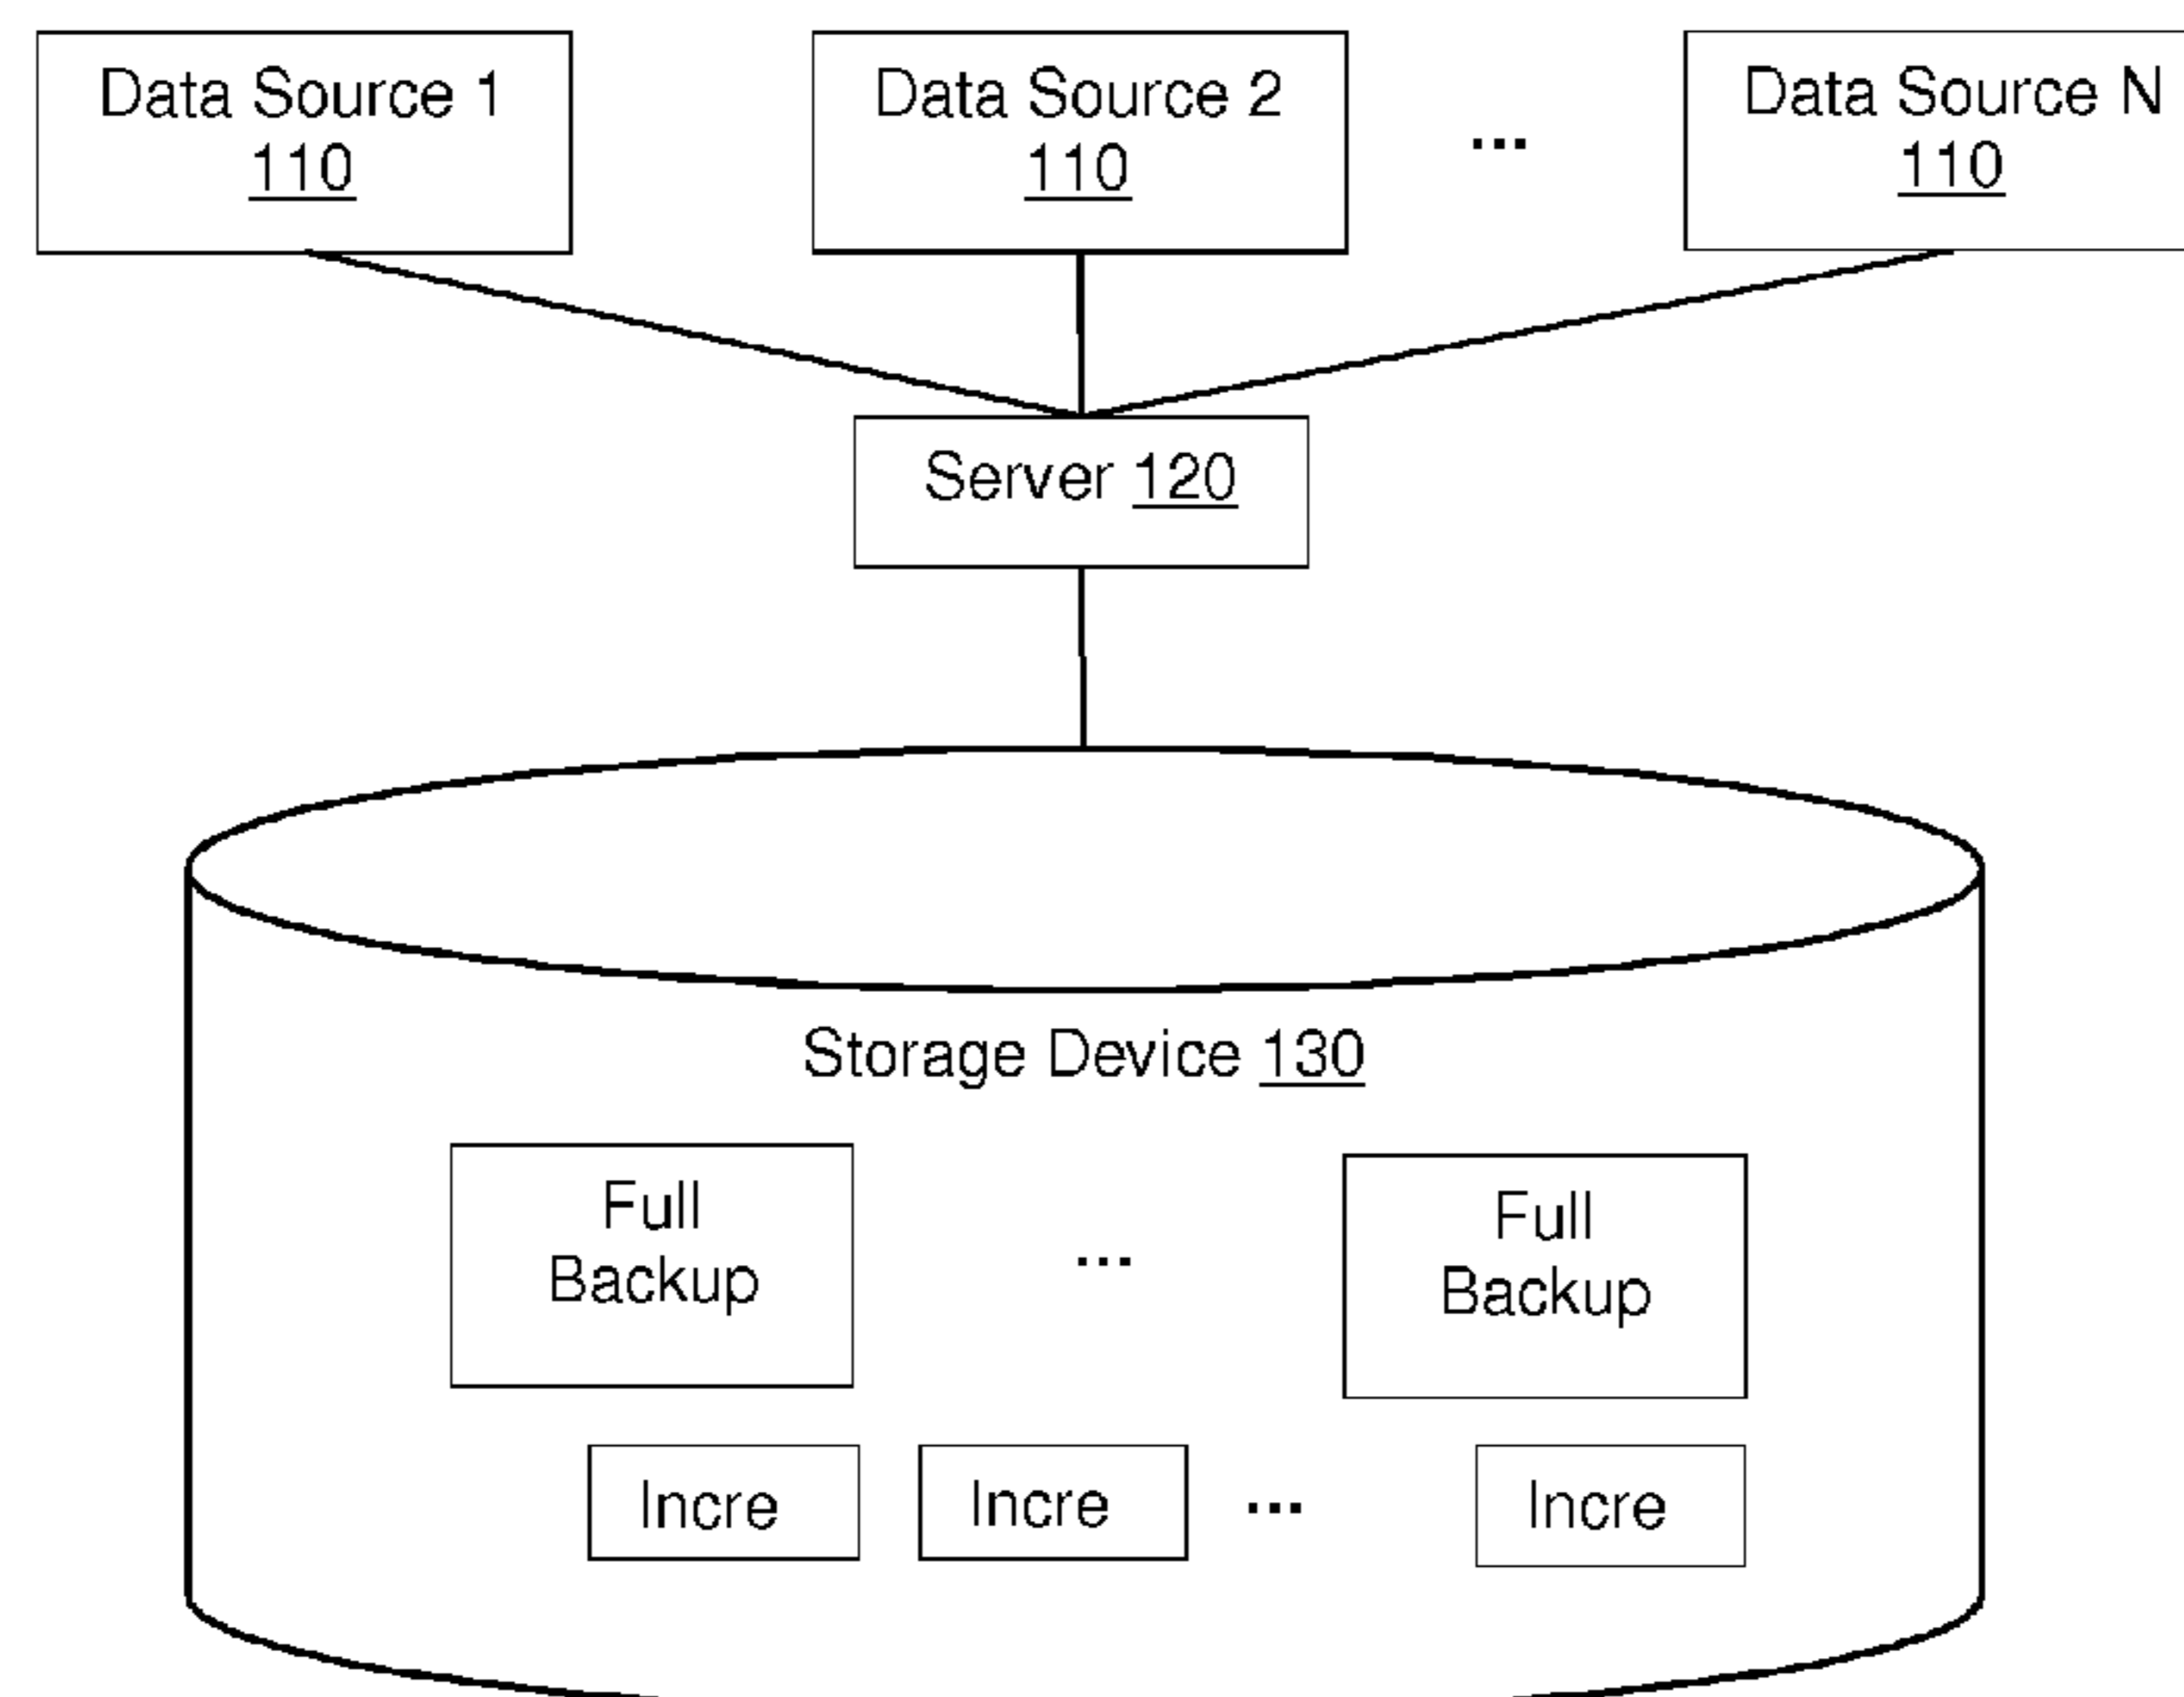 Data Source 1
110
Data Source 2
110
...
Data Source N
110
Server 120
Storage Device 130
Full
Backup
...
Full
Backup
Incre
Incre
...
Incre